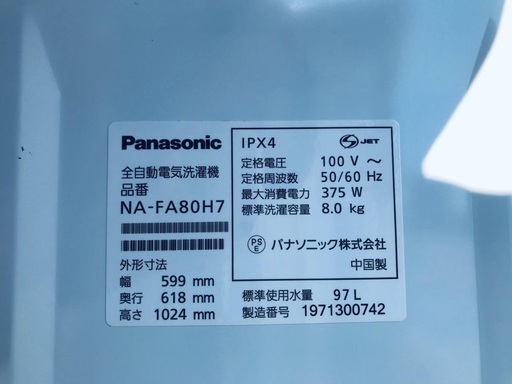 Panasonic
全自動電気洗濯機
品番
NA-FA80H7
外形寸法
幅 599 mm
奥行 618 mm
高さ 1024 mm
IPX4 S JET
定格電圧 100 V ～
定格周波数 50/60 Hz
最大消費電力 375 W
標準洗濯容量 8.0 kg
PS E パナソニック株式会社
中国製
標準使用水量 97 L
製造番号 1971300742